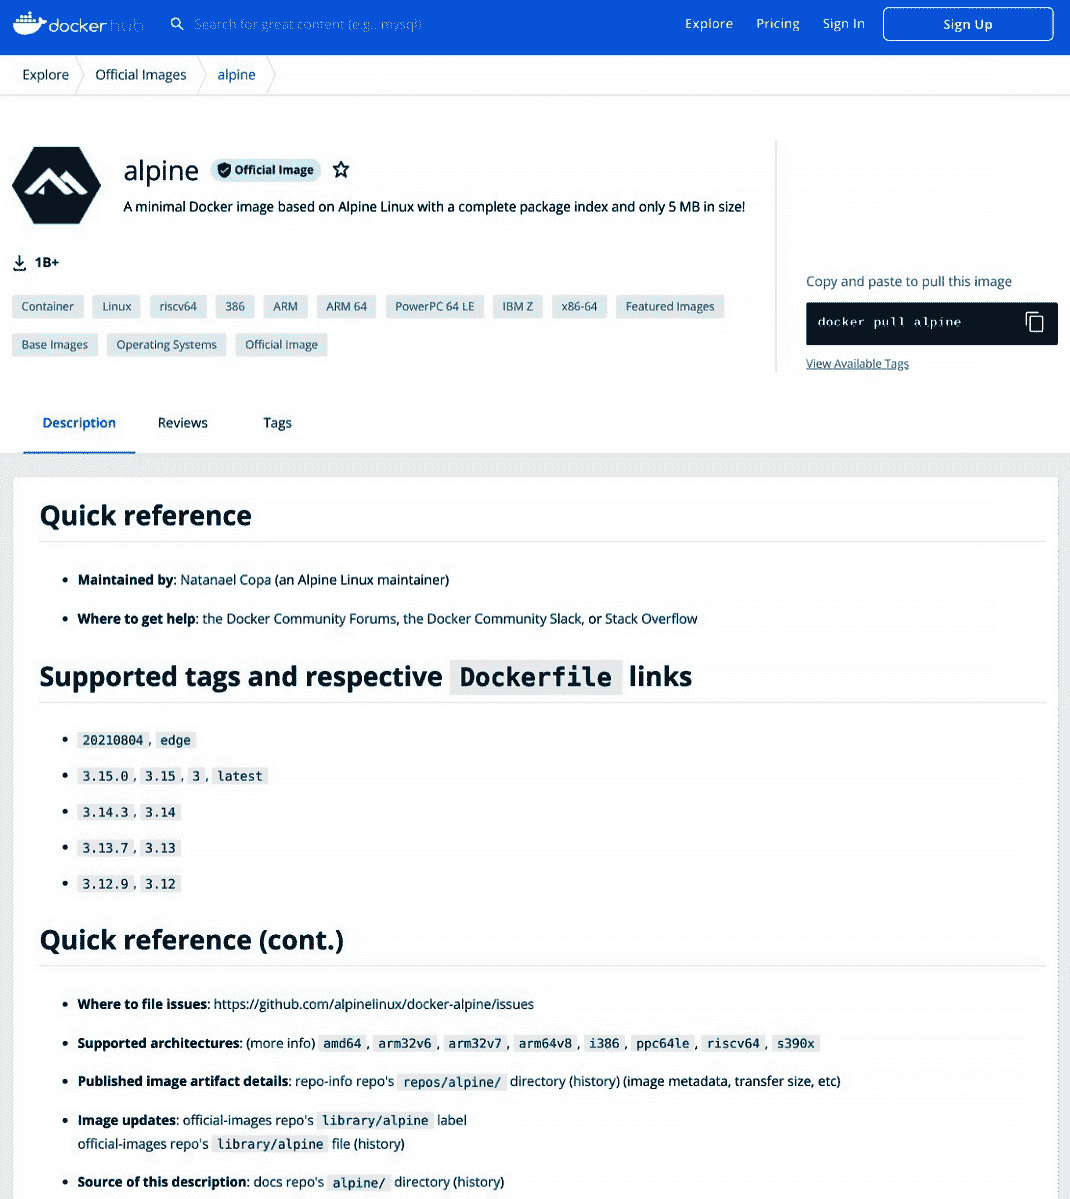 docker hub Search for great content (e.g., mysql) Explore Pricing Sign In Sign Up
Explore Official Images alpine
alpine Official Image
A minimal Docker image based on Alpine Linux with a complete package index and only 5 MB in size!
1B+
Container Linux riscv64 386 ARM ARM 64 PowerPC 64 LE IBM Z x86-64 Featured Images
Base Images Operating Systems Official Image
Copy and paste to pull this image
docker pull alpine
View Available Tags
Description Reviews Tags
Quick reference
• Maintained by: Natanael Copa (an Alpine Linux maintainer)
• Where to get help: the Docker Community Forums, the Docker Community Slack, or Stack Overflow
Supported tags and respective Dockerfile links
• 20210804, edge
• 3.15.0, 3.15, 3, latest
• 3.14.3, 3.14
• 3.13.7, 3.13
• 3.12.9, 3.12
Quick reference (cont.)
• Where to file issues: https://github.com/alpinelinux/docker-alpine/issues
• Supported architectures: (more info) amd64, arm32v6, arm32v7, arm64v8, i386, ppc64le, riscv64, s390x
• Published image artifact details: repo-info repo's repos/alpine/ directory (history) (image metadata, transfer size, etc)
• Image updates: official-images repo's library/alpine label
official-images repo's library/alpine file (history)
• Source of this description: docs repo's alpine/ directory (history)